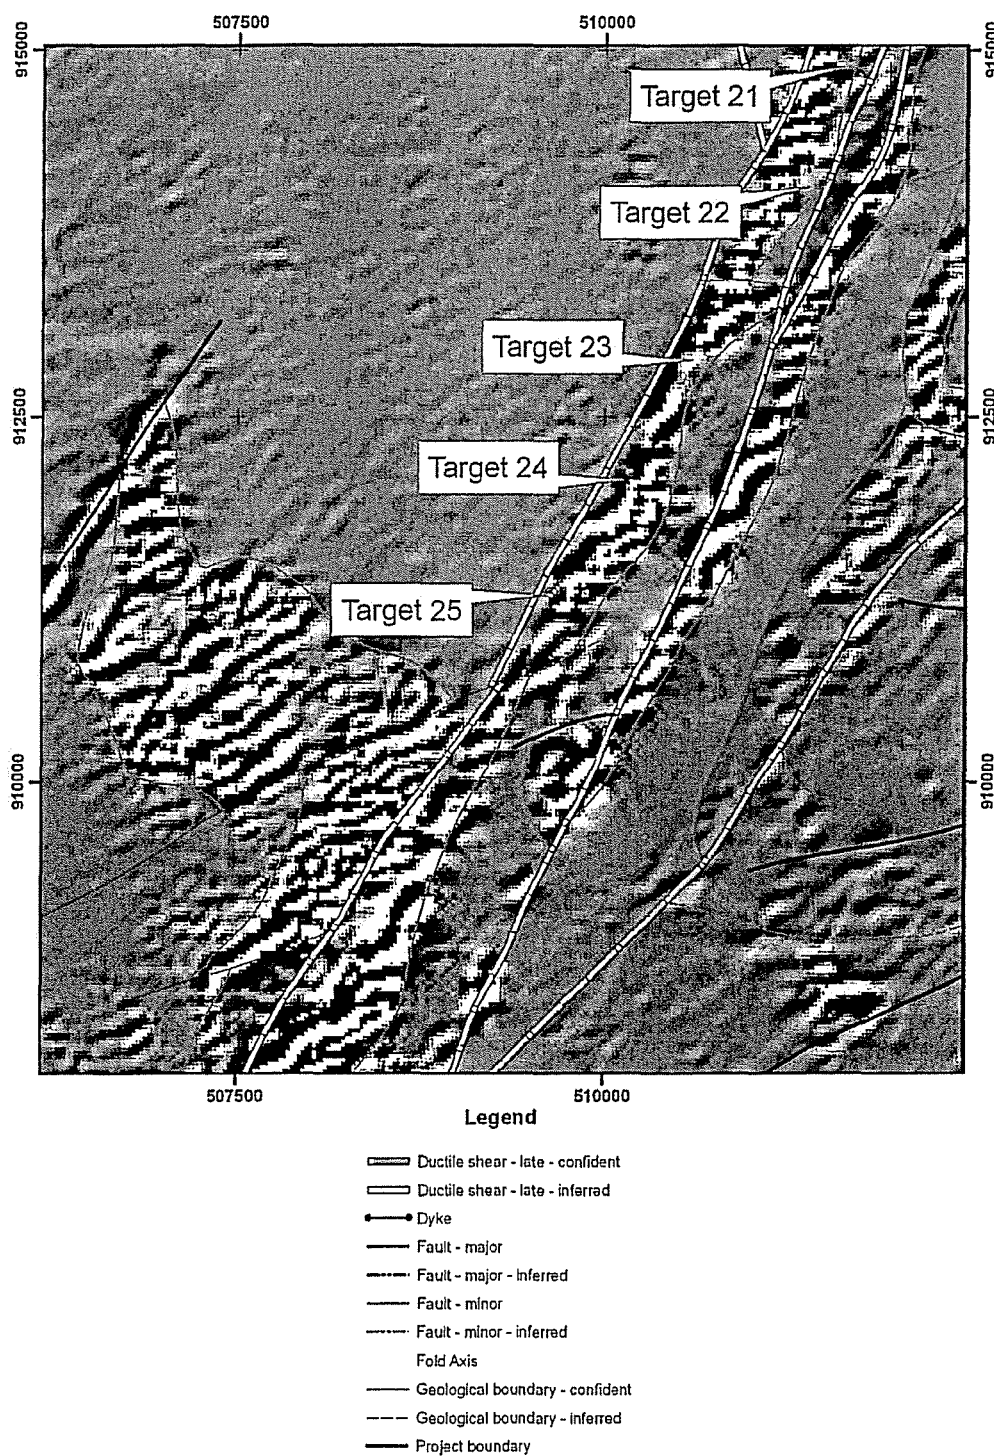 507500 510000
915000 915000
Target 21
Target 22
Target 23
912500 912500
Target 24
Target 25
910000 910000
507500 510000
Legend
Ductile shear - late - confident
Ductile shear - late - inferred
Dyke
Fault - major
Fault - major - inferred
Fault - minor
Fault - minor - inferred
Fold Axis
Geological boundary - confident
Geological boundary - inferred
Project boundary